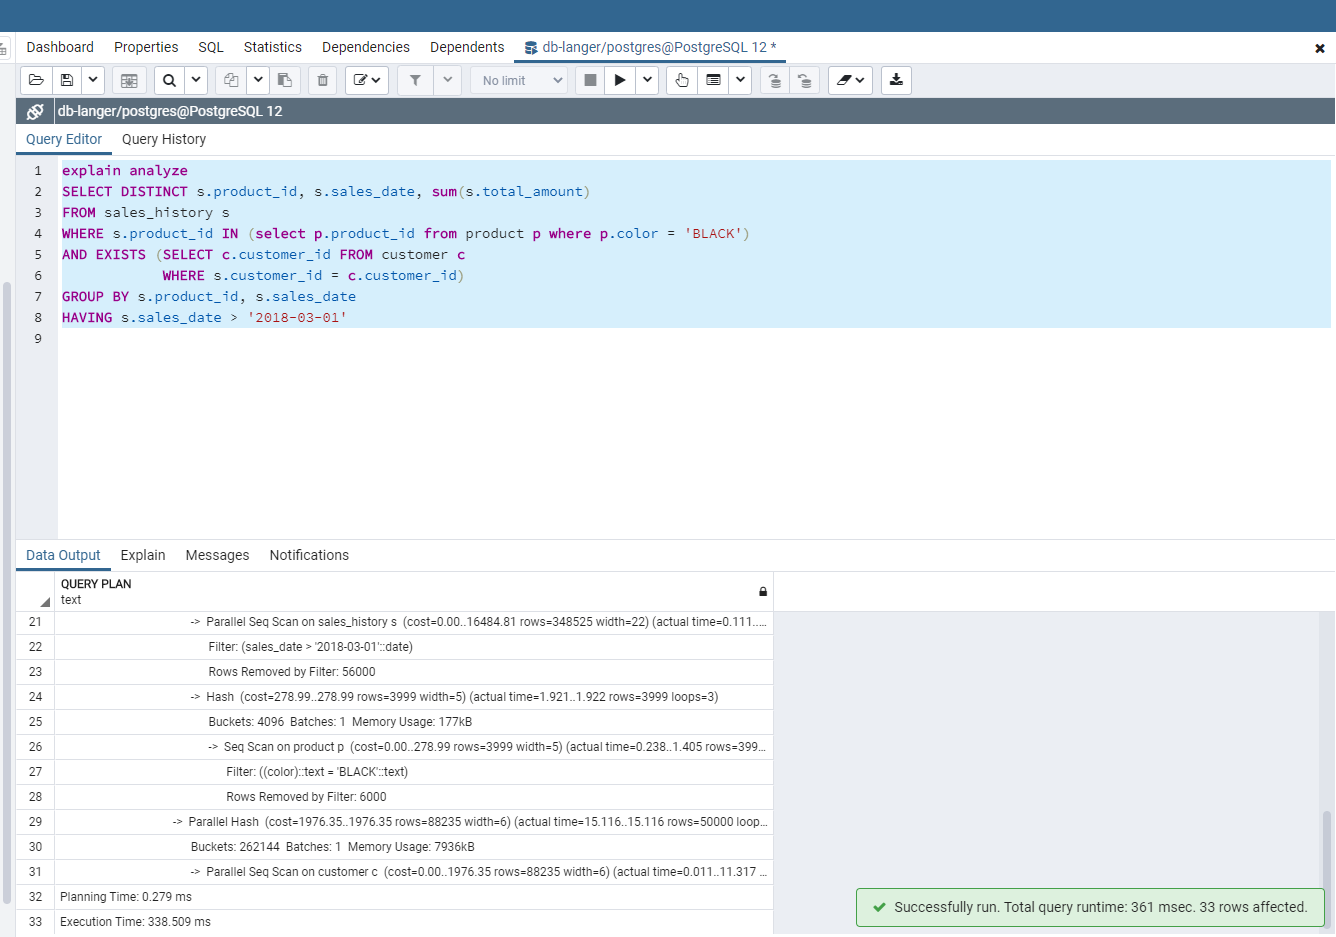 Dashboard Properties SQL Statistics Dependencies Dependents db-langer/postgres@PostgreSQL 12 *
No limit
db-langer/postgres@PostgreSQL 12
Query Editor Query History
1 explain analyze
2 SELECT DISTINCT s.product_id, s.sales_date, sum(s.total_amount)
3 FROM sales_history s
4 WHERE s.product_id IN (select p.product_id from product p where p.color = 'BLACK')
5 AND EXISTS (SELECT c.customer_id FROM customer c
6 WHERE s.customer_id = c.customer_id)
7 GROUP BY s.product_id, s.sales_date
8 HAVING s.sales_date > '2018-03-01'
9
Data Output Explain Messages Notifications
QUERY PLAN
text
21 -> Parallel Seq Scan on sales_history s (cost=0.00..16484.81 rows=348525 width=22) (actual time=0.111.....
22 Filter: (sales_date > '2018-03-01'::date)
23 Rows Removed by Filter: 56000
24 -> Hash (cost=278.99..278.99 rows=3999 width=5) (actual time=1.921..1.922 rows=3999 loops=3)
25 Buckets: 4096 Batches: 1 Memory Usage: 177kB
26 -> Seq Scan on product p (cost=0.00..278.99 rows=3999 width=5) (actual time=0.238..1.405 rows=399...
27 Filter: ((color)::text = 'BLACK'::text)
28 Rows Removed by Filter: 6000
29 -> Parallel Hash (cost=1976.35..1976.35 rows=88235 width=6) (actual time=15.116..15.116 rows=50000 loop...
30 Buckets: 262144 Batches: 1 Memory Usage: 7936kB
31 -> Parallel Seq Scan on customer c (cost=0.00..1976.35 rows=88235 width=6) (actual time=0.011..11.317 ...
32 Planning Time: 0.279 ms
33 Execution Time: 338.509 ms
Successfully run. Total query runtime: 361 msec. 33 rows affected.